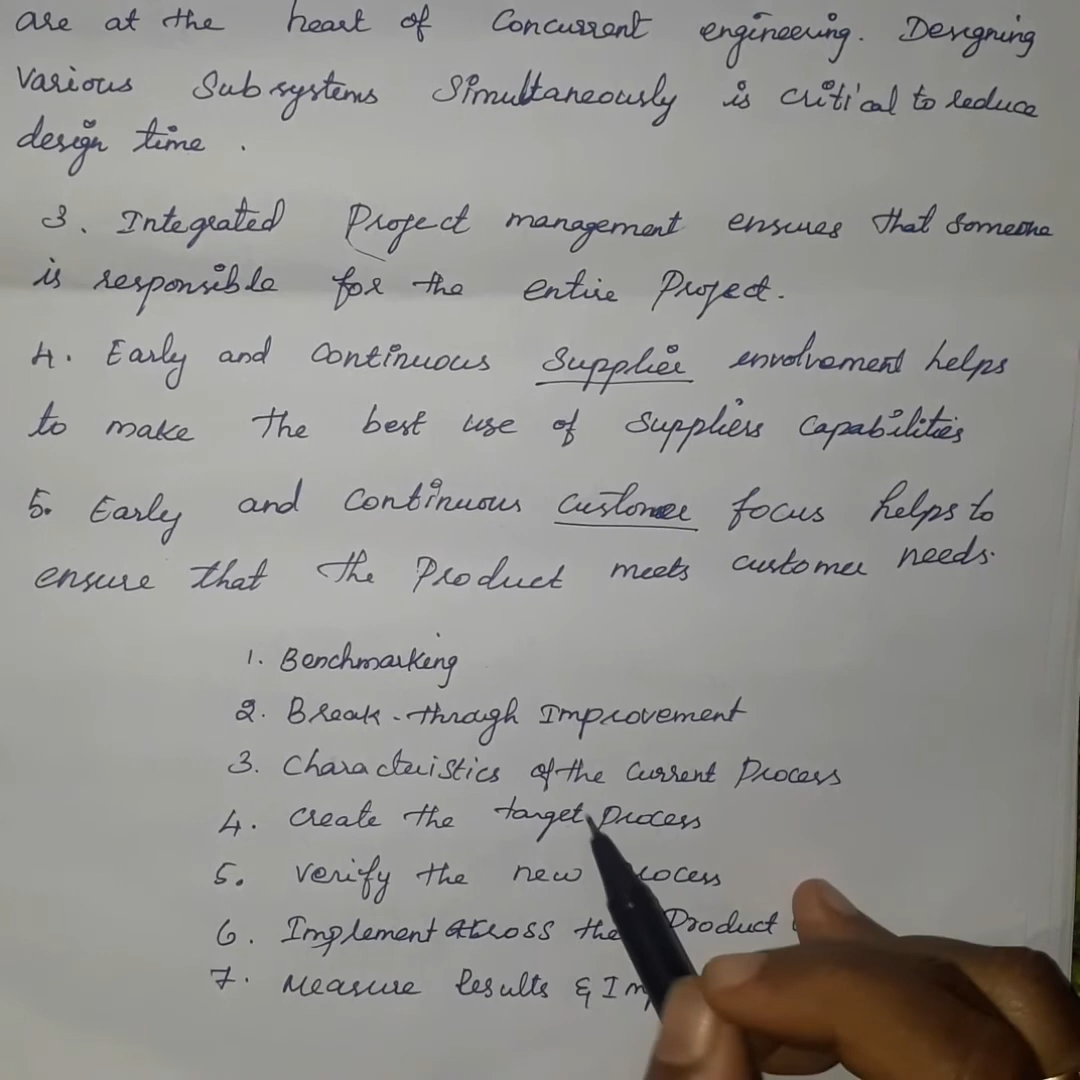 are at the heart of Concurrent engineering. Designing
various Subsystems Simultaneously is critical to reduce
design time .
3. Integrated Project management ensures that Someone
is responsible for the entire Project.
4. Early and continuous Supplier involvement helps
to make the best use of Suppliers capabilities
5. Early and continuous customer focus helps to
ensure that the Product meets customer needs.
1. Benchmarking
2. Break-through Improvement
3. Characteristics of the current Process
4. Create the target Process
5. Verify the new
6. Implement across the Product
7. Measure Results &